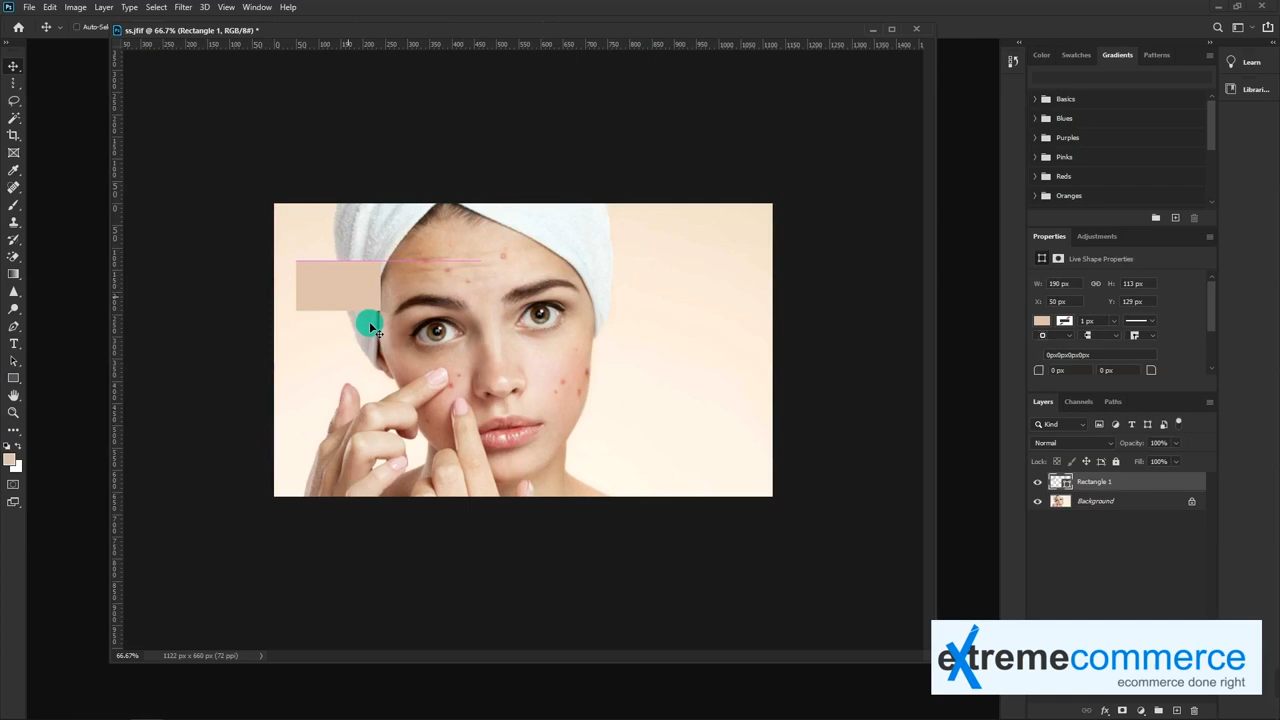 File Edit Image Layer Type Select Filter 3D View Window Help
Auto-Sel
ss.jfif @ 66.7% (Rectangle 1, RGB/8#) *
Color Swatches Gradients Patterns
Learn
Librari...
Basics
Blues
Purples
Pinks
Reds
Oranges
Properties Adjustments
Live Shape Properties
W: 190 px H: 113 px
X: 50 px Y: 129 px
1 px
0px0px0px0px
0 px 0 px
Layers Channels Paths
Kind
Normal Opacity: 100%
Lock: Fill: 100%
Rectangle 1
Background
66.67% 1122 px x 660 px (72 ppi)
extremecommerce
ecommerce done right